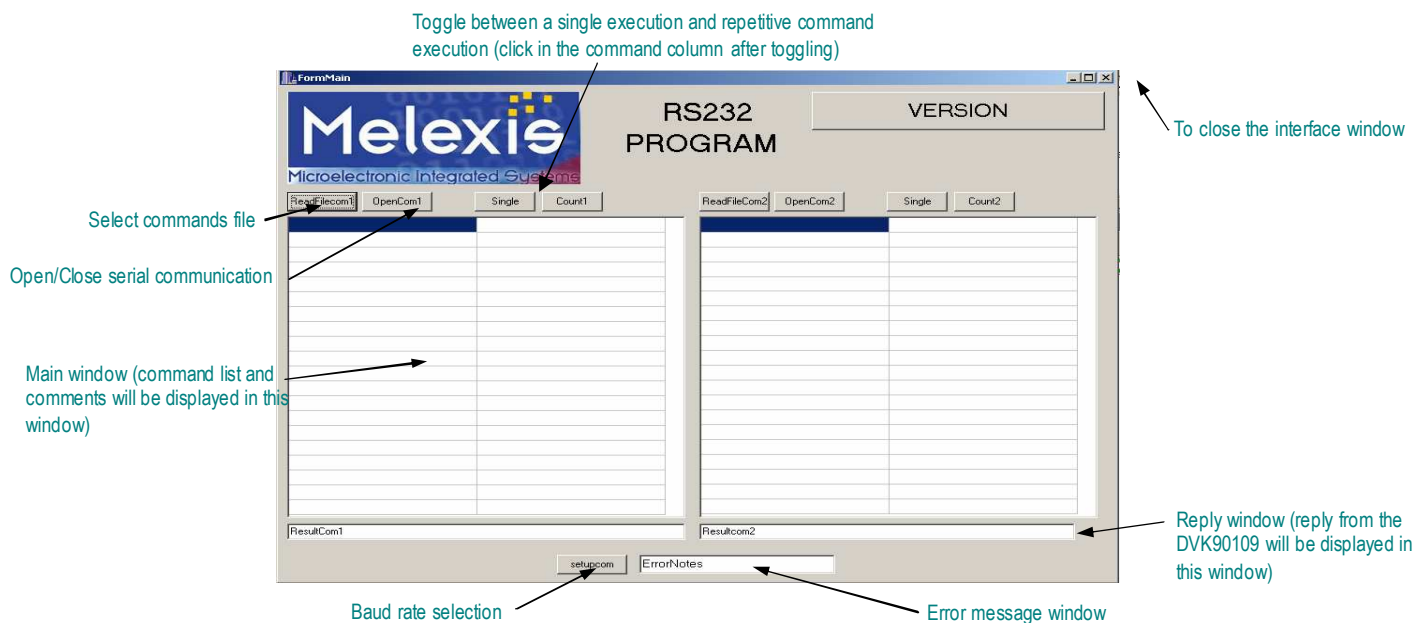 Toggle between a single execution and repetitive command
execution (click in the command column after toggling)
FormMain
Melexis
Microelectronic Integrated Systems
RS232
PROGRAM
VERSION
To close the interface window
ReadFilecom1
OpenCom1
Single
Count1
ReadFileCom2
OpenCom2
Single
Count2
Select commands file
Open/Close serial communication
Main window (command list and
comments will be displayed in this
window)
ResultCom1
Resultcom2
Reply window (reply from the
DVK90109 will be displayed in
this window)
setupcom
ErrorNotes
Baud rate selection
Error message window